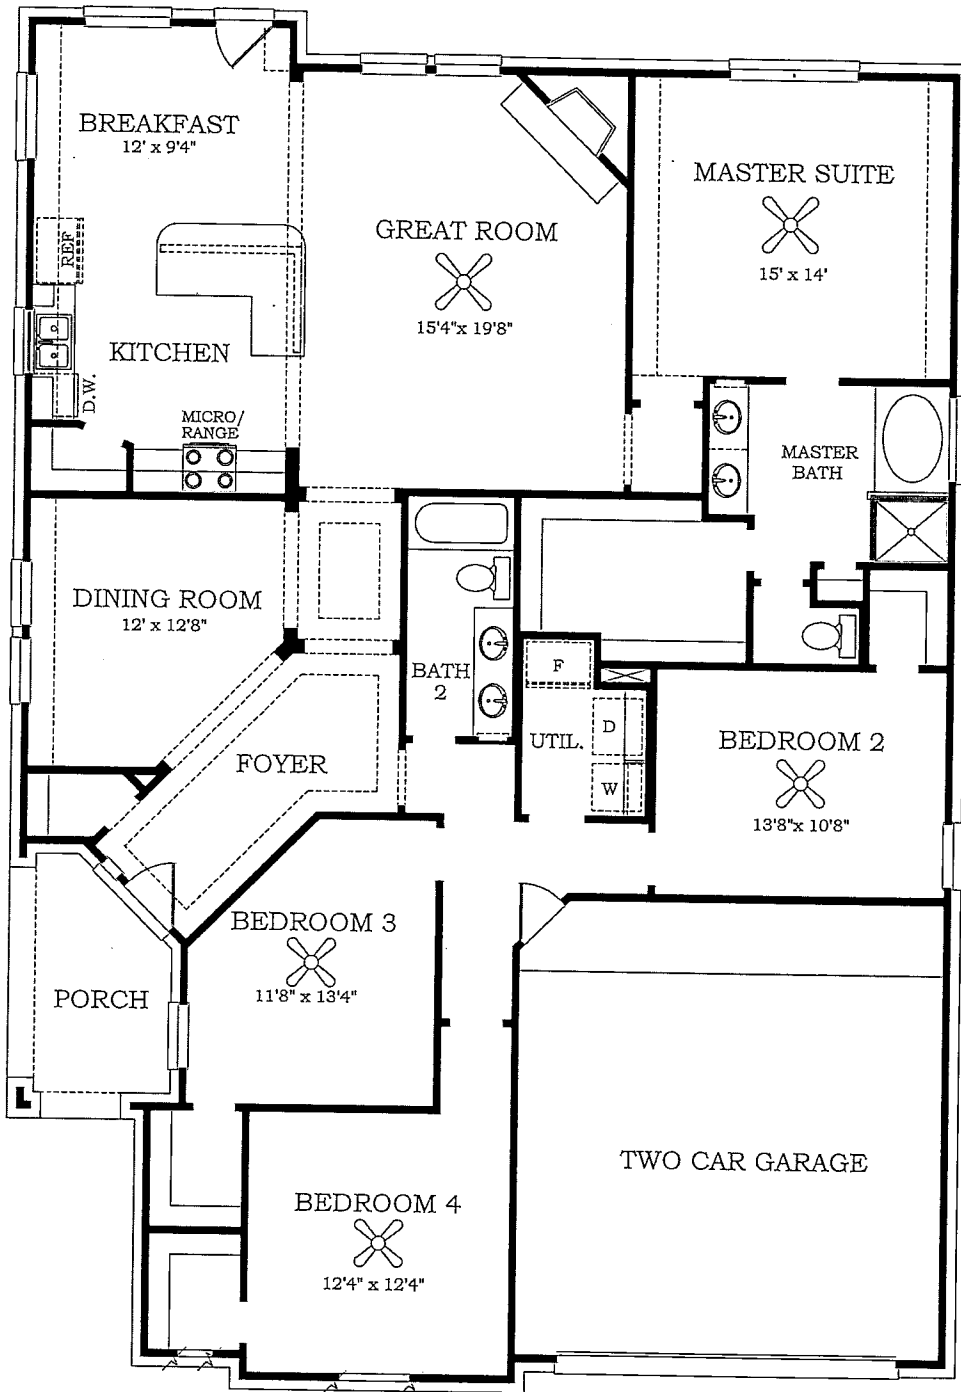 BREAKFAST
12' x 9'4"
MASTER SUITE
15' x 14'
GREAT ROOM
15'4"x 19'8"
REF
KITCHEN
D.W.
MICRO/
RANGE
MASTER
BATH
DINING ROOM
12' x 12'8"
BATH
2
F
UTIL.
D
W
BEDROOM 2
13'8"x 10'8"
FOYER
BEDROOM 3
11'8" x 13'4"
PORCH
TWO CAR GARAGE
BEDROOM 4
12'4" x 12'4"